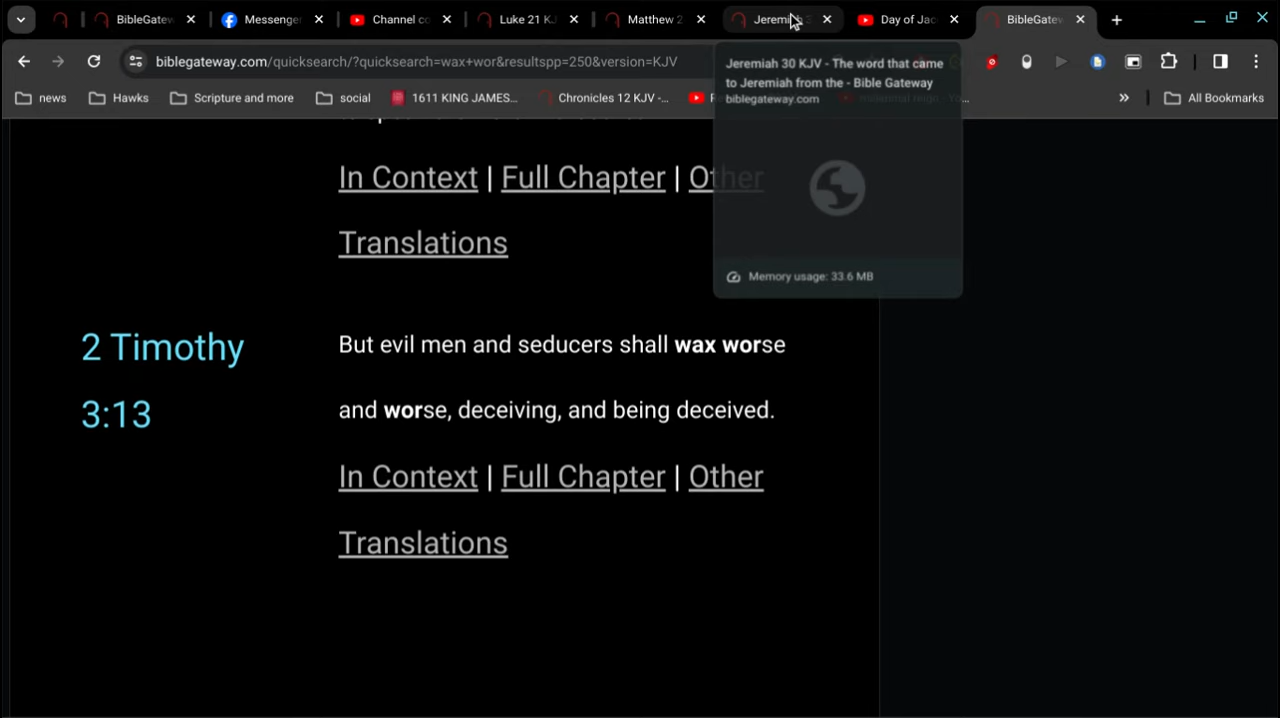 BibleGatew
Messenger
Channel co
Luke 21 KJ
Matthew 2
Jeremiah 3
Day of Jac
BibleGatew
biblegateway.com/quicksearch/?quicksearch=wax+wor&resultspp=250&version=KJV
news
Hawks
Scripture and more
social
1611 KING JAMES...
Chronicles 12 KJV -...
All Bookmarks
Jeremiah 30 KJV - The word that came
to Jeremiah from the - Bible Gateway
biblegateway.com
Memory usage: 33.6 MB
In Context | Full Chapter | Other
Translations
2 Timothy
3:13
But evil men and seducers shall wax worse
and worse, deceiving, and being deceived.
In Context | Full Chapter | Other
Translations